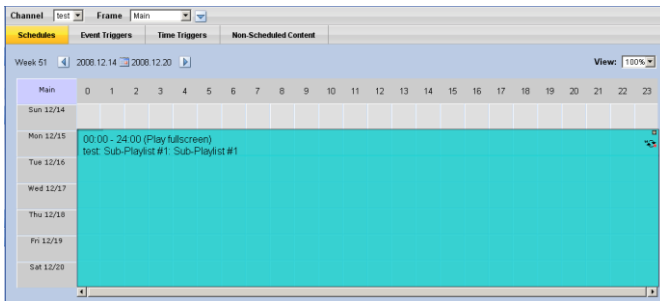 Channel test Frame Main
Schedules Event Triggers Time Triggers Non-Scheduled Content
Week 51 2008.12.14 2008.12.20 View: 100%
Main 0 1 2 3 4 5 6 7 8 9 10 11 12 13 14 15 16 17 18 19 20 21 22 23
Sun 12/14
Mon 12/15
00:00 - 24:00 (Play fullscreen)
test: Sub-Playlist #1: Sub-Playlist #1
Tue 12/16
Wed 12/17
Thu 12/18
Fri 12/19
Sat 12/20